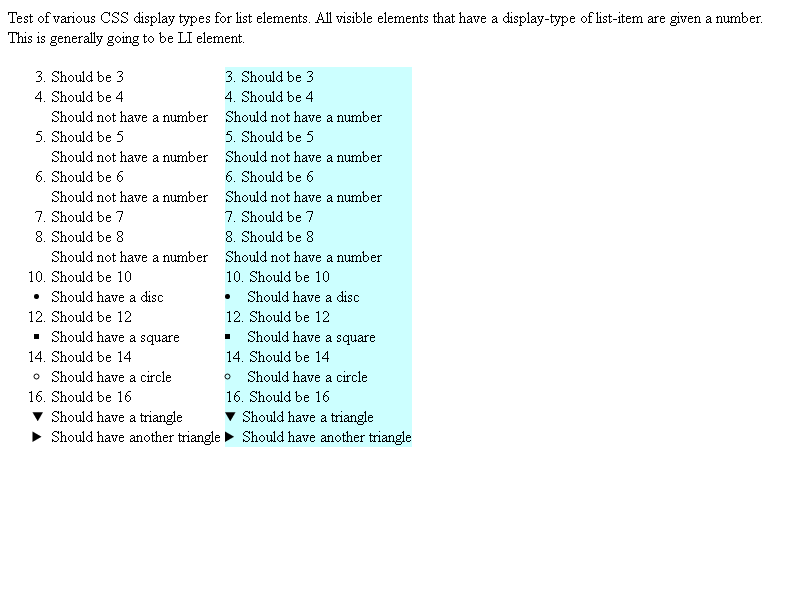 Test of various CSS display types for list elements. All visible elements that have a display-type of list-item are given a number.
This is generally going to be LI element.
3. Should be 3
4. Should be 4
Should not have a number
5. Should be 5
Should not have a number
6. Should be 6
Should not have a number
7. Should be 7
8. Should be 8
Should not have a number
10. Should be 10
• Should have a disc
12. Should be 12
▪ Should have a square
14. Should be 14
◦ Should have a circle
16. Should be 16
▼ Should have a triangle
▶ Should have another triangle
3. Should be 3
4. Should be 4
Should not have a number
5. Should be 5
Should not have a number
6. Should be 6
Should not have a number
7. Should be 7
8. Should be 8
Should not have a number
10. Should be 10
• Should have a disc
12. Should be 12
▪ Should have a square
14. Should be 14
◦ Should have a circle
16. Should be 16
▼ Should have a triangle
▶ Should have another triangle